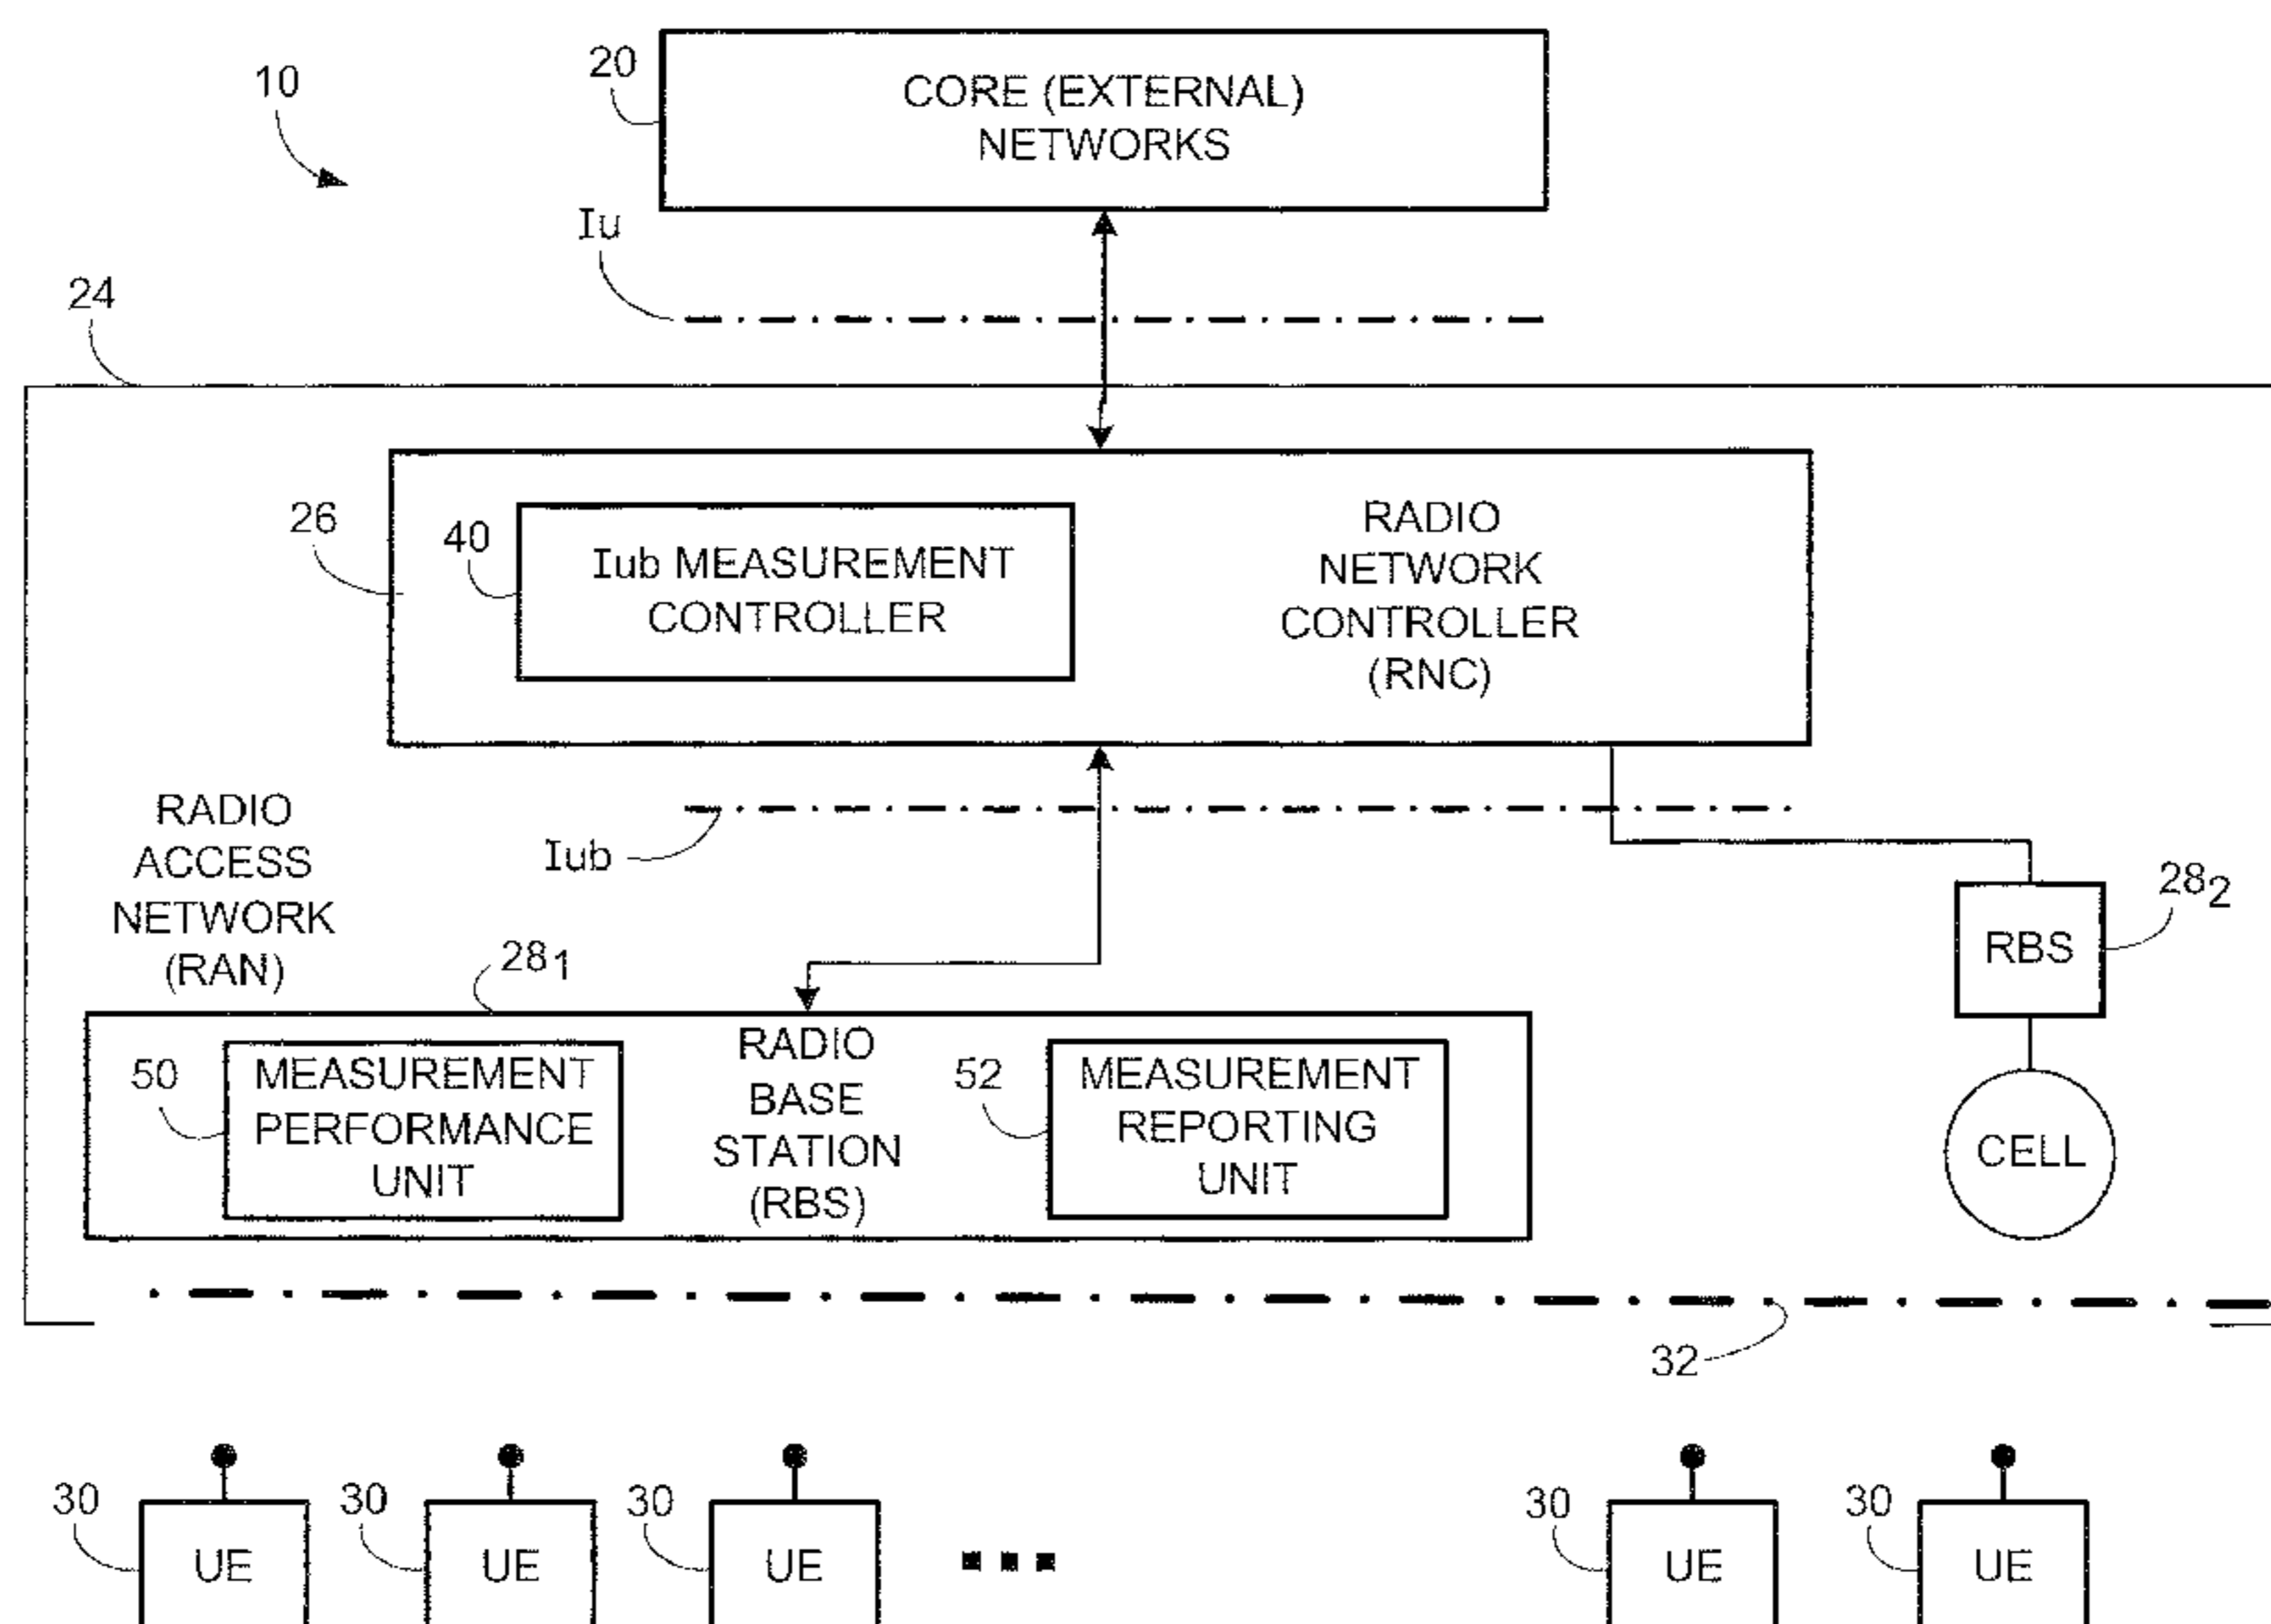 10
20
CORE (EXTERNAL)
NETWORKS
Iu
24
26
40
Iub MEASUREMENT
CONTROLLER
RADIO
NETWORK
CONTROLLER
(RNC)
RADIO
ACCESS
NETWORK
(RAN)
Iub
28₂
RBS
CELL
28₁
50
MEASUREMENT
PERFORMANCE
UNIT
RADIO
BASE
STATION
(RBS)
52
MEASUREMENT
REPORTING
UNIT
32
30
UE
30
UE
30
UE
30
UE
30
UE